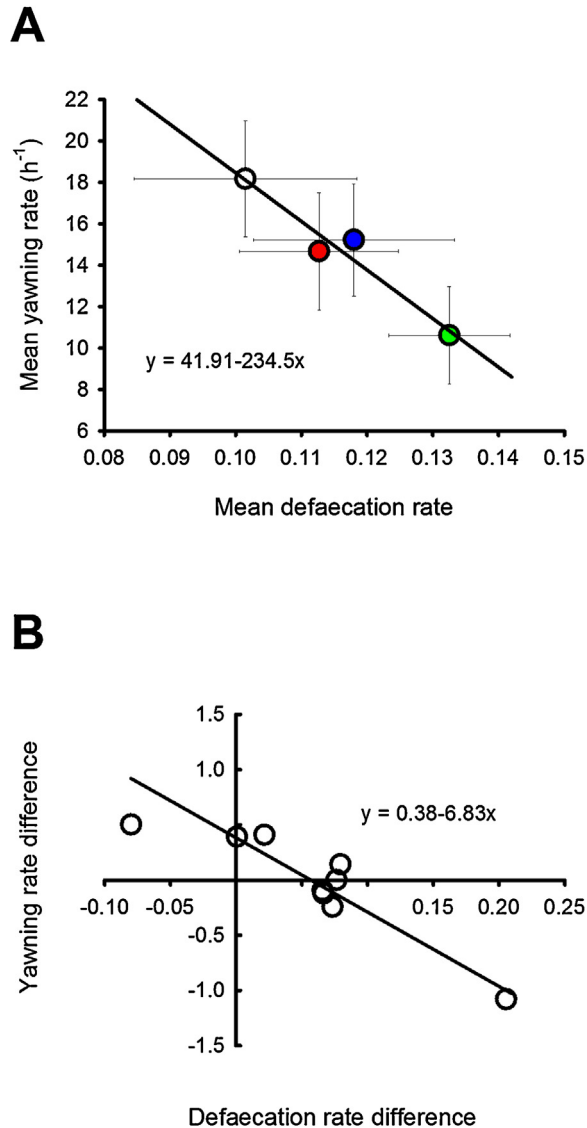 A
22
20
18
16
14
12
10
8
6
Mean yawning rate (h-1)
y = 41.91-234.5x
0.08 0.09 0.10 0.11 0.12 0.13 0.14 0.15
Mean defaecation rate
B
1.5
1.0
-0.5
-1.0
-1.5
Yawning rate difference
y = 0.38-6.83x
-0.10 -0.05 0.15 0.20 0.25
Defaecation rate difference